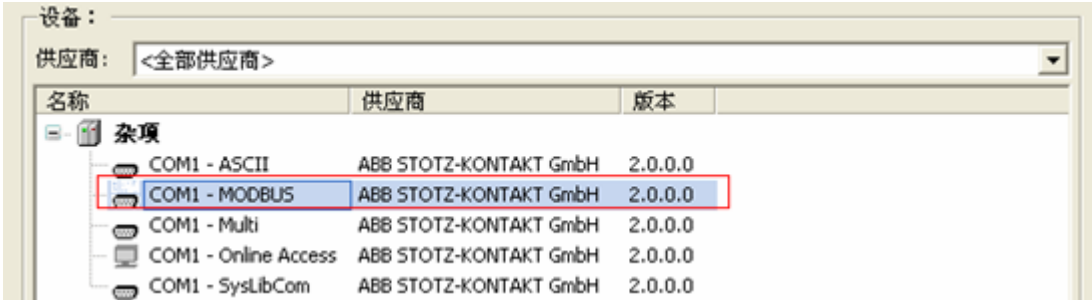 设备：
供应商: <全部供应商>
名称 供应商 版本
杂项
COM1 - ASCII ABB STOTZ-KONTAKT GmbH 2.0.0.0
COM1 - MODBUS ABB STOTZ-KONTAKT GmbH 2.0.0.0
COM1 - Multi ABB STOTZ-KONTAKT GmbH 2.0.0.0
COM1 - Online Access ABB STOTZ-KONTAKT GmbH 2.0.0.0
COM1 - SysLibCom ABB STOTZ-KONTAKT GmbH 2.0.0.0